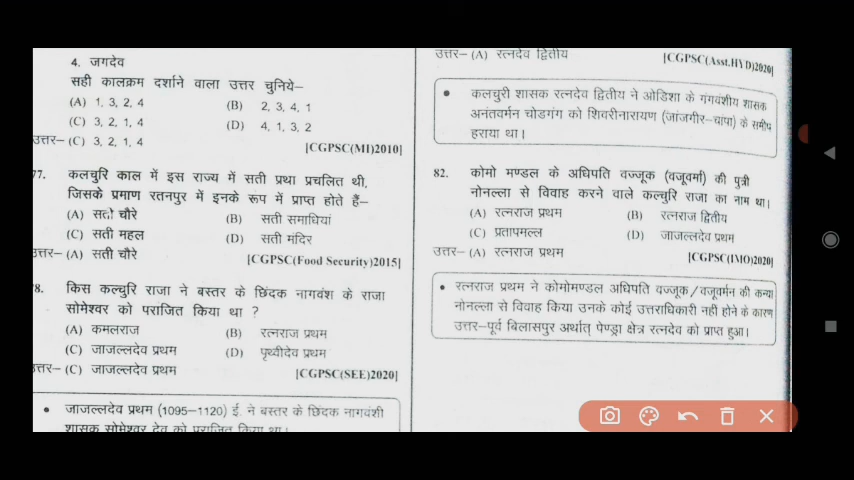 4. जगदेव
सही कालक्रम दर्शाने वाला उत्तर चुनिये–
(A) 1, 3, 2, 4 (B) 2, 3, 4, 1
(C) 3, 2, 1, 4 (D) 4, 1, 3, 2
उत्तर– (C) 3, 2, 1, 4 [CGPSC(MI)2010]
77. कलचुरि काल में इस राज्य में सती प्रथा प्रचलित थी,
जिसके प्रमाण रतनपुर में इनके रूप में प्राप्त होते हैं–
(A) सती चौरे (B) सती समाधियां
(C) सती महल (D) सती मंदिर
उत्तर– (A) सती चौरे [CGPSC(Food Security)2015]
78. किस कल्चुरि राजा ने बस्तर के छिंदक नागवंश के राजा
सोमेश्वर को पराजित किया था ?
(A) कमलराज (B) रत्नराज प्रथम
(C) जाजल्लदेव प्रथम (D) पृथ्वीदेव प्रथम
उत्तर– (C) जाजल्लदेव प्रथम [CGPSC(SEE)2020]
• जाजल्लदेव प्रथम (1095–1120) ई. ने बस्तर के छिंदक नागवंशी
शासक सोमेश्वर देव को पराजित किया था।
उत्तर– (A) रत्नदेव द्वितीय [CGPSC(Asst.HYD)2020]
• कलचुरी शासक रत्नदेव द्वितीय ने ओडिशा के गंगवंशीय शासक
अनंतवर्मन चोडगंग को शिवरीनारायण (जांजगीर–चांपा) के समीप
हराया था।
82. कोमो मण्डल के अधिपति वज्जूक (वजूवर्मा) की पुत्री
नोनल्ला से विवाह करने वाले कल्चुरि राजा का नाम था।
(A) रत्नराज प्रथम (B) रत्नराज द्वितीय
(C) प्रतापमल्ल (D) जाजल्लदेव प्रथम
उत्तर– (A) रत्नराज प्रथम [CGPSC(IMO)2020]
• रत्नराज प्रथम ने कोमोमण्डल अधिपति वज्जूक/वजूवर्मन की कन्या
नोनल्ला से विवाह किया उनके कोई उत्तराधिकारी नहीं होने के कारण
उत्तर–पूर्व बिलासपुर अर्थात् पेण्ड्रा क्षेत्र रत्नदेव को प्राप्त हुआ।